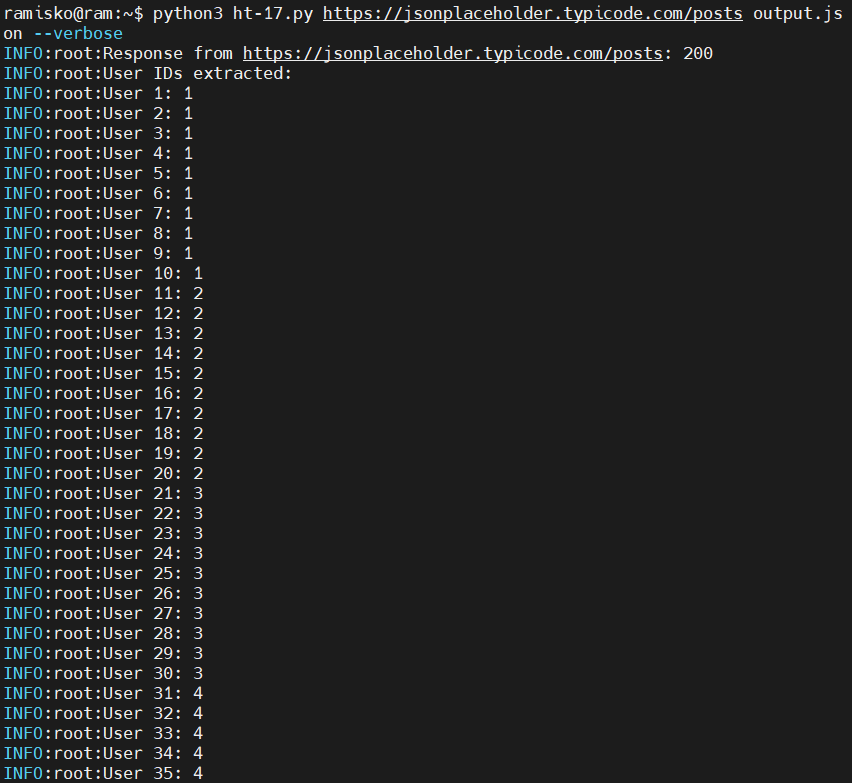 ramisko@ram:~$ python3 ht-17.py https://jsonplaceholder.typicode.com/posts output.js
on --verbose
INFO:root:Response from https://jsonplaceholder.typicode.com/posts: 200
INFO:root:User IDs extracted:
INFO:root:User 1: 1
INFO:root:User 2: 1
INFO:root:User 3: 1
INFO:root:User 4: 1
INFO:root:User 5: 1
INFO:root:User 6: 1
INFO:root:User 7: 1
INFO:root:User 8: 1
INFO:root:User 9: 1
INFO:root:User 10: 1
INFO:root:User 11: 2
INFO:root:User 12: 2
INFO:root:User 13: 2
INFO:root:User 14: 2
INFO:root:User 15: 2
INFO:root:User 16: 2
INFO:root:User 17: 2
INFO:root:User 18: 2
INFO:root:User 19: 2
INFO:root:User 20: 2
INFO:root:User 21: 3
INFO:root:User 22: 3
INFO:root:User 23: 3
INFO:root:User 24: 3
INFO:root:User 25: 3
INFO:root:User 26: 3
INFO:root:User 27: 3
INFO:root:User 28: 3
INFO:root:User 29: 3
INFO:root:User 30: 3
INFO:root:User 31: 4
INFO:root:User 32: 4
INFO:root:User 33: 4
INFO:root:User 34: 4
INFO:root:User 35: 4